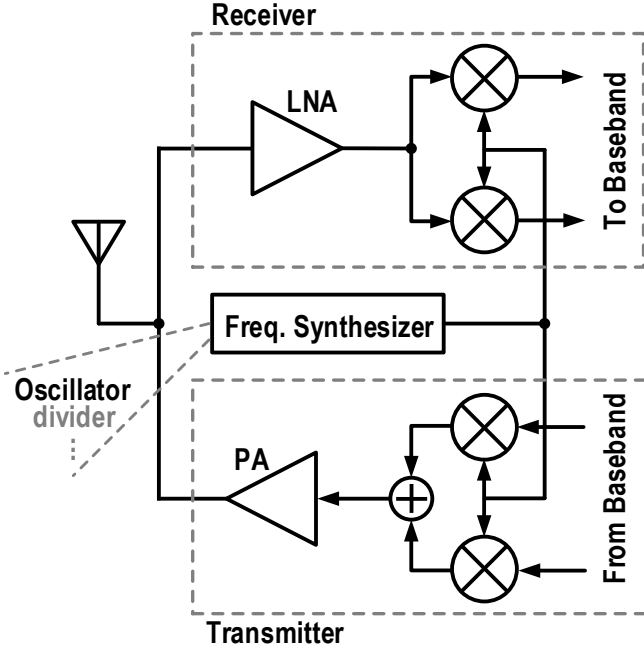 Receiver
LNA
To Baseband
Freq. Synthesizer
Oscillator
divider
PA
From Baseband
Transmitter